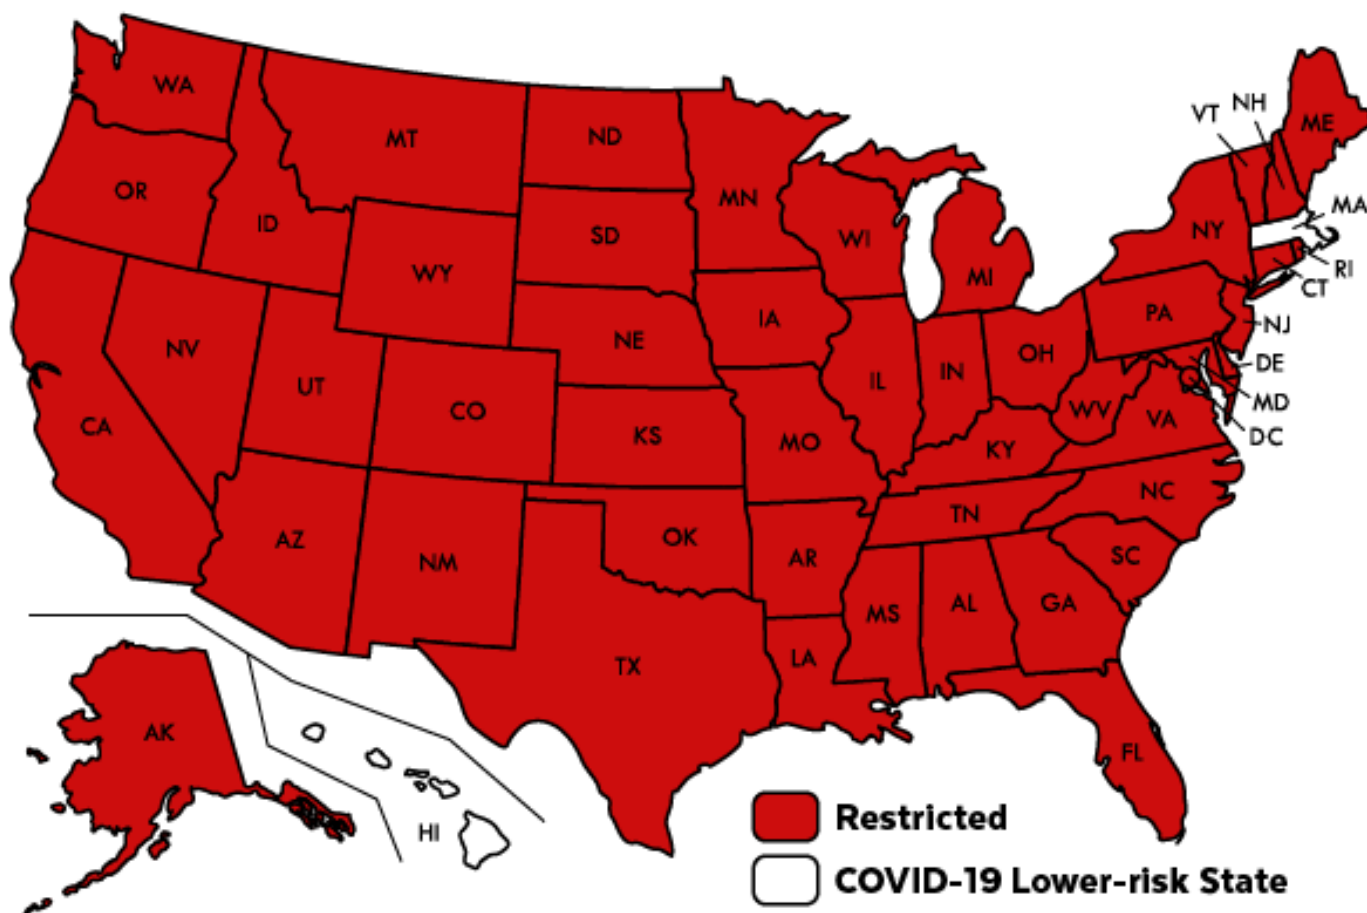 WA
MT
ND
MN
VT
NH
ME
OR
ID
SD
WI
MI
NY
MA
RI
CT
WY
IA
PA
NJ
NV
NE
OH
DE
UT
CO
IL
IN
WV
MD
CA
KS
MO
KY
VA
DC
NC
AZ
NM
OK
AR
TN
SC
MS
AL
GA
TX
LA
AK
FL
HI
Restricted
COVID-19 Lower-risk State